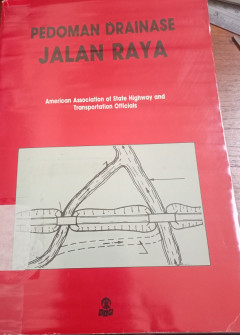 PEDOMAN DRAINASE
JALAN RAYA
American Association of State Highway and
Transportation Officials